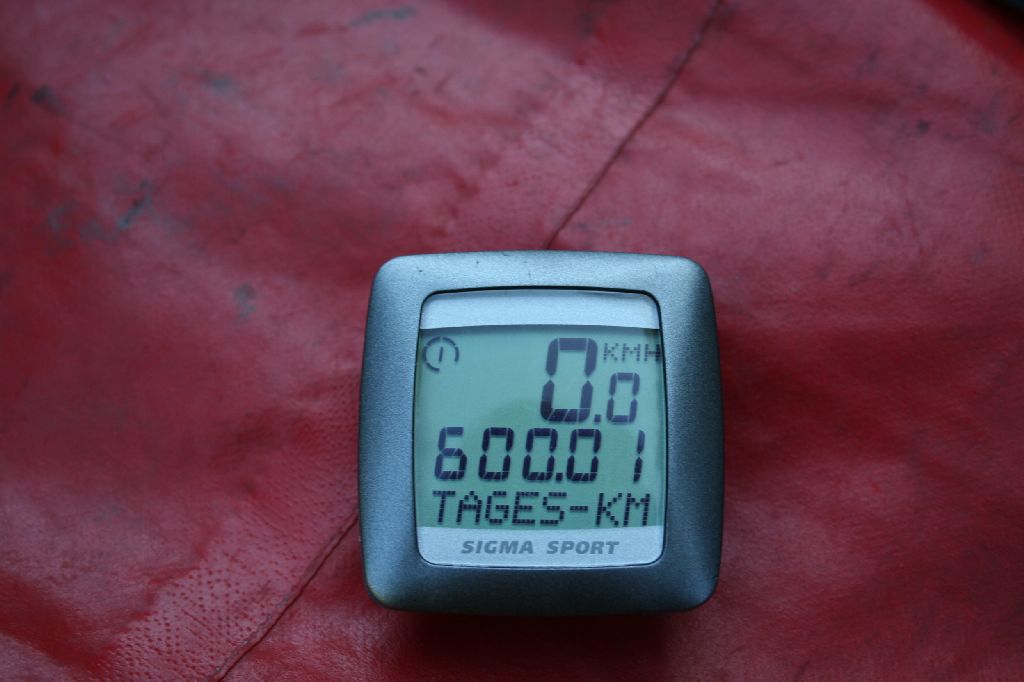 KMH
0.0
600.01
TAGES-KM
SIGMA SPORT